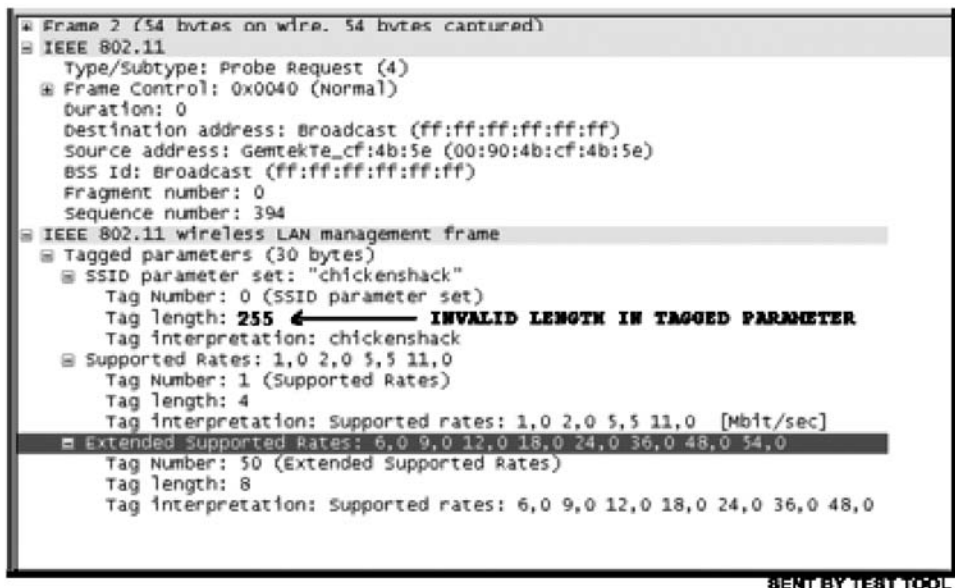 Frame 2 (54 bytes on wire, 54 bytes captured)
IEEE 802.11
Type/Subtype: Probe Request (4)
Frame Control: 0x0040 (Normal)
Duration: 0
Destination address: Broadcast (ff:ff:ff:ff:ff:ff)
Source address: GemtekTe_cf:4b:5e (00:90:4b:cf:4b:5e)
BSS Id: Broadcast (ff:ff:ff:ff:ff:ff)
Fragment number: 0
Sequence number: 394
IEEE 802.11 wireless LAN management frame
Tagged parameters (30 bytes)
SSID parameter set: "chickenshack"
Tag Number: 0 (SSID parameter set)
Tag length: 255 INVALID LENGTH IN TAGGED PARAMETER
Tag interpretation: chickenshack
Supported Rates: 1,0 2,0 5,5 11,0
Tag Number: 1 (Supported Rates)
Tag length: 4
Tag interpretation: Supported rates: 1,0 2,0 5,5 11,0 [Mbit/sec]
Extended Supported Rates: 6,0 9,0 12,0 18,0 24,0 36,0 48,0 54,0
Tag Number: 50 (Extended Supported Rates)
Tag length: 8
Tag interpretation: Supported rates: 6,0 9,0 12,0 18,0 24,0 36,0 48,0
SENT BY TEST TOOL